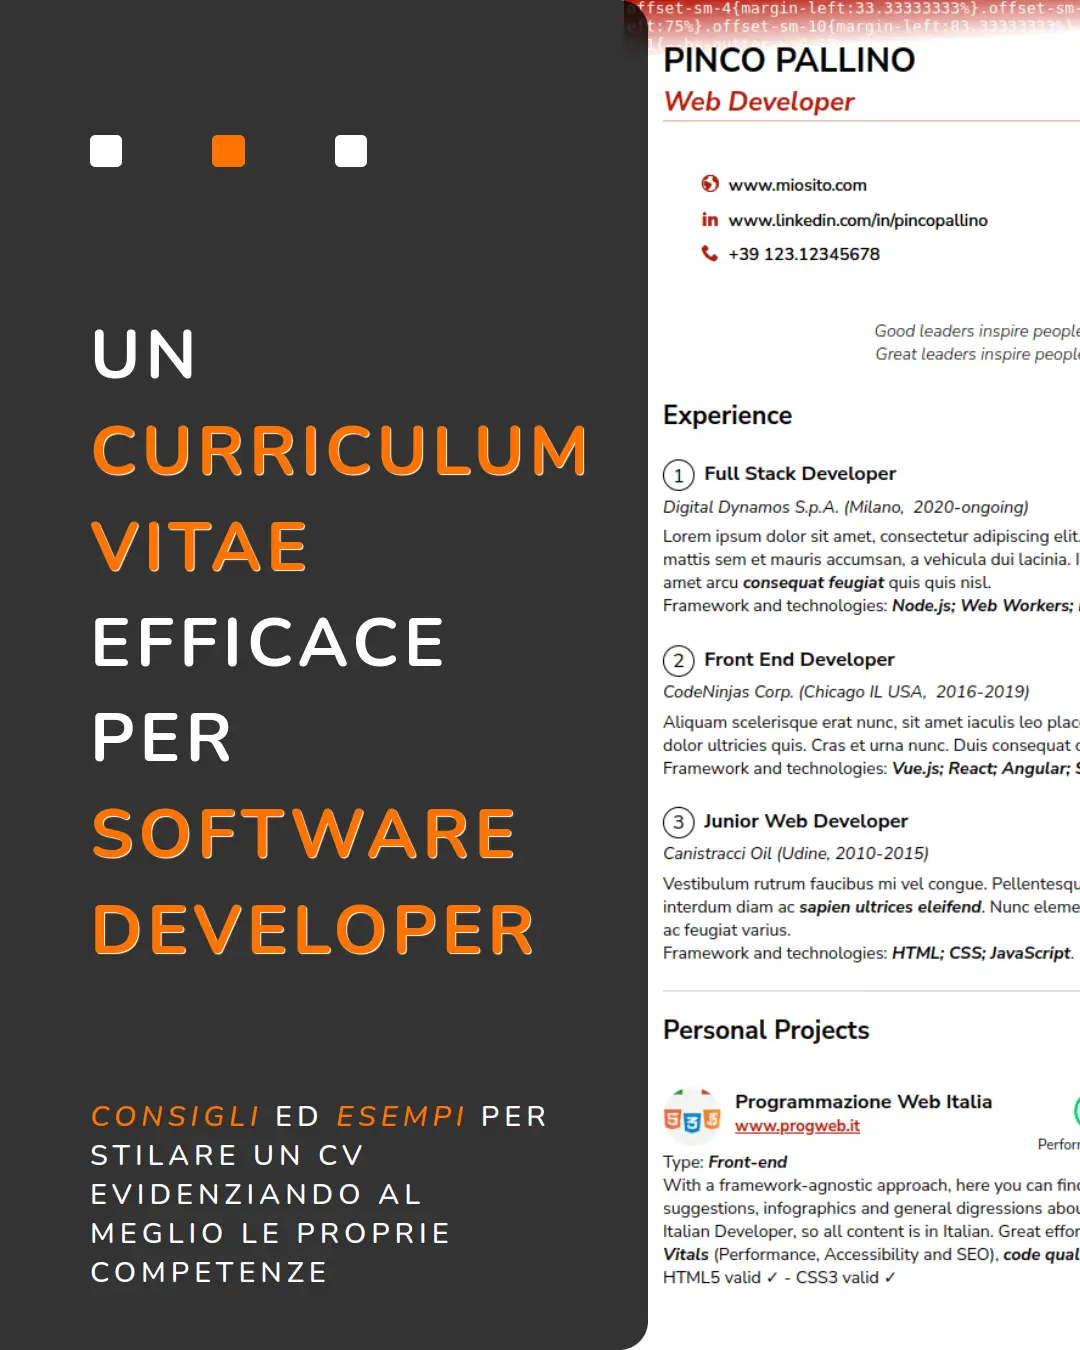 UN
CURRICULUM
VITAE
EFFICACE
PER
SOFTWARE
DEVELOPER
CONSIGLI ED ESEMPI PER
STILARE UN CV
EVIDENZIANDO AL
MEGLIO LE PROPRIE
COMPETENZE
offset-sm-4{margin-left:33.33333333%}.offset-sm-
t:75%}.offset-sm-10{margin-left:83.33333333%}
PINCO PALLINO
Web Developer
www.miosito.com
www.linkedin.com/in/pincopallino
+39 123.12345678
Good leaders inspire people
Great leaders inspire people
Experience
1 Full Stack Developer
Digital Dynamos S.p.A. (Milano, 2020-ongoing)
Lorem ipsum dolor sit amet, consectetur adipiscing elit.
mattis sem et mauris accumsan, a vehicula dui lacinia.
amet arcu consequat feugiat quis quis nisl.
Framework and technologies: Node.js; Web Workers;
2 Front End Developer
CodeNinjas Corp. (Chicago IL USA, 2016-2019)
Aliquam scelerisque erat nunc, sit amet iaculis leo plac
dolor ultricies quis. Cras et urna nunc. Duis consequat
Framework and technologies: Vue.js; React; Angular;
3 Junior Web Developer
Canistracci Oil (Udine, 2010-2015)
Vestibulum rutrum faucibus mi vel congue. Pellentesqu
interdum diam ac sapien ultrices eleifend. Nunc eleme
ac feugiat varius.
Framework and technologies: HTML; CSS; JavaScript.
Personal Projects
Programmazione Web Italia
www.progweb.it
Perfor
Type: Front-end
With a framework-agnostic approach, here you can find
suggestions, infographics and general digressions abou
Italian Developer, so all content is in Italian. Great effor
Vitals (Performance, Accessibility and SEO), code qual
HTML5 valid ✓ - CSS3 valid ✓